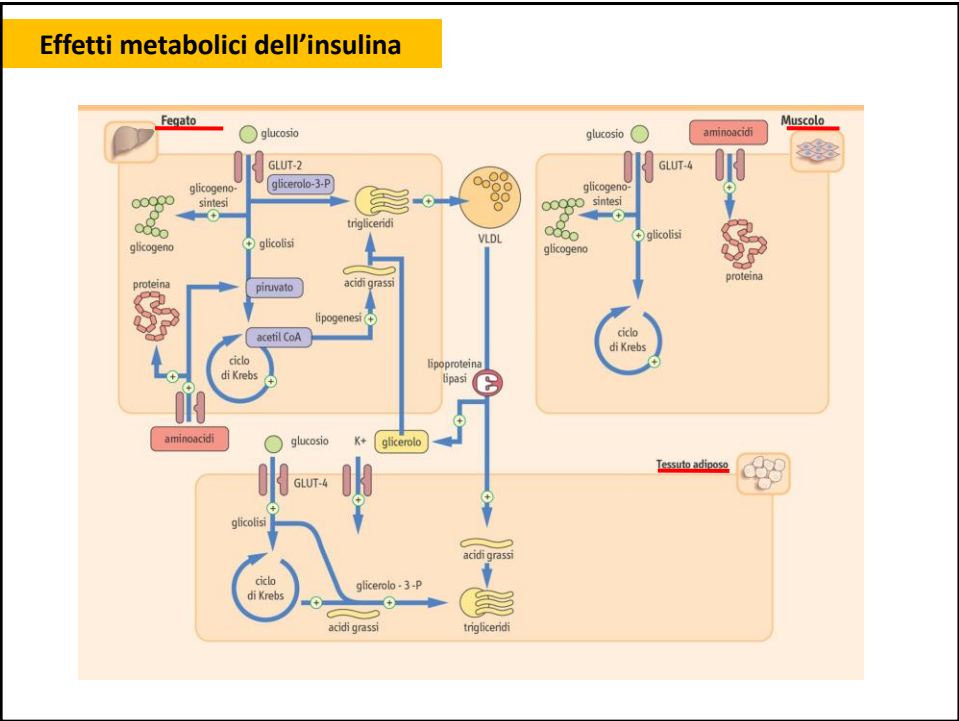 Effetti metabolici dell'insulina
Fegato
glucosio
GLUT-2
glicerolo-3-P
glicogeno-
sintesi
glicogeno
glicolisi
trigliceridi
VLDL
proteina
piruvato
acidi grassi
lipogenesi
acetil CoA
ciclo
di Krebs
aminoacidi
Muscolo
glucosio
aminoacidi
GLUT-4
glicogeno-
sintesi
glicogeno
glicolisi
proteina
ciclo
di Krebs
lipoproteina
lipasi
glicerolo
Tessuto adiposo
glucosio
K+
GLUT-4
glicolisi
ciclo
di Krebs
glicerolo - 3 -P
acidi grassi
acidi grassi
trigliceridi